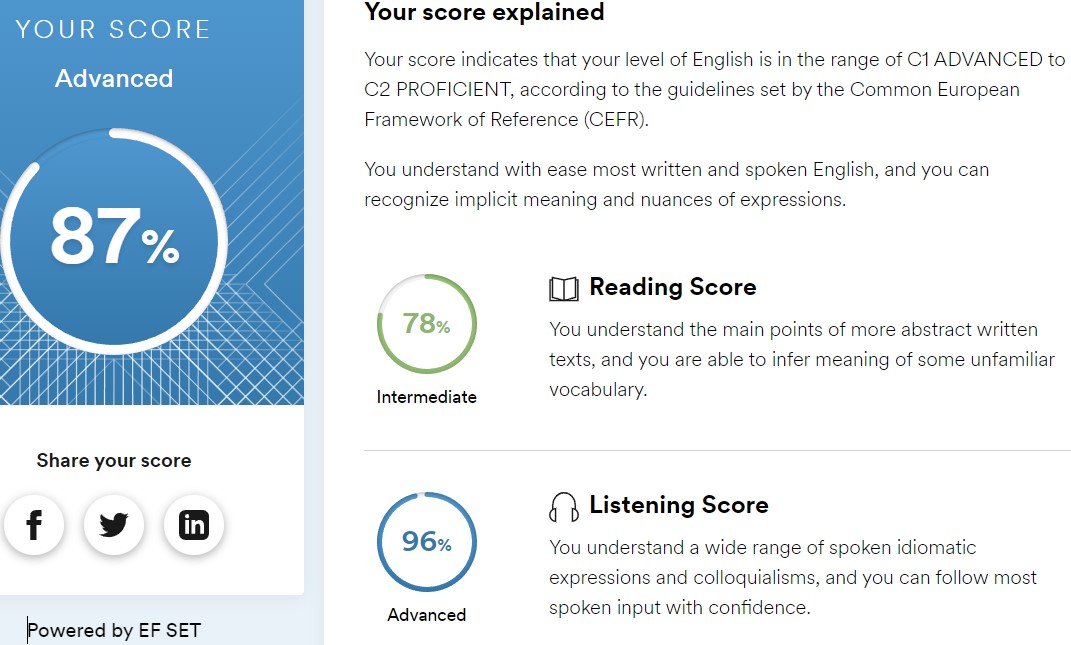 YOUR SCORE
Advanced
87%
Share your score
f
in
Powered by EF SET
Your score explained
Your score indicates that your level of English is in the range of C1 ADVANCED to
C2 PROFICIENT, according to the guidelines set by the Common European
Framework of Reference (CEFR).
You understand with ease most written and spoken English, and you can
recognize implicit meaning and nuances of expressions.
78%
Intermediate
Reading Score
You understand the main points of more abstract written
texts, and you are able to infer meaning of some unfamiliar
vocabulary.
96%
Advanced
Listening Score
You understand a wide range of spoken idiomatic
expressions and colloquialisms, and you can follow most
spoken input with confidence.